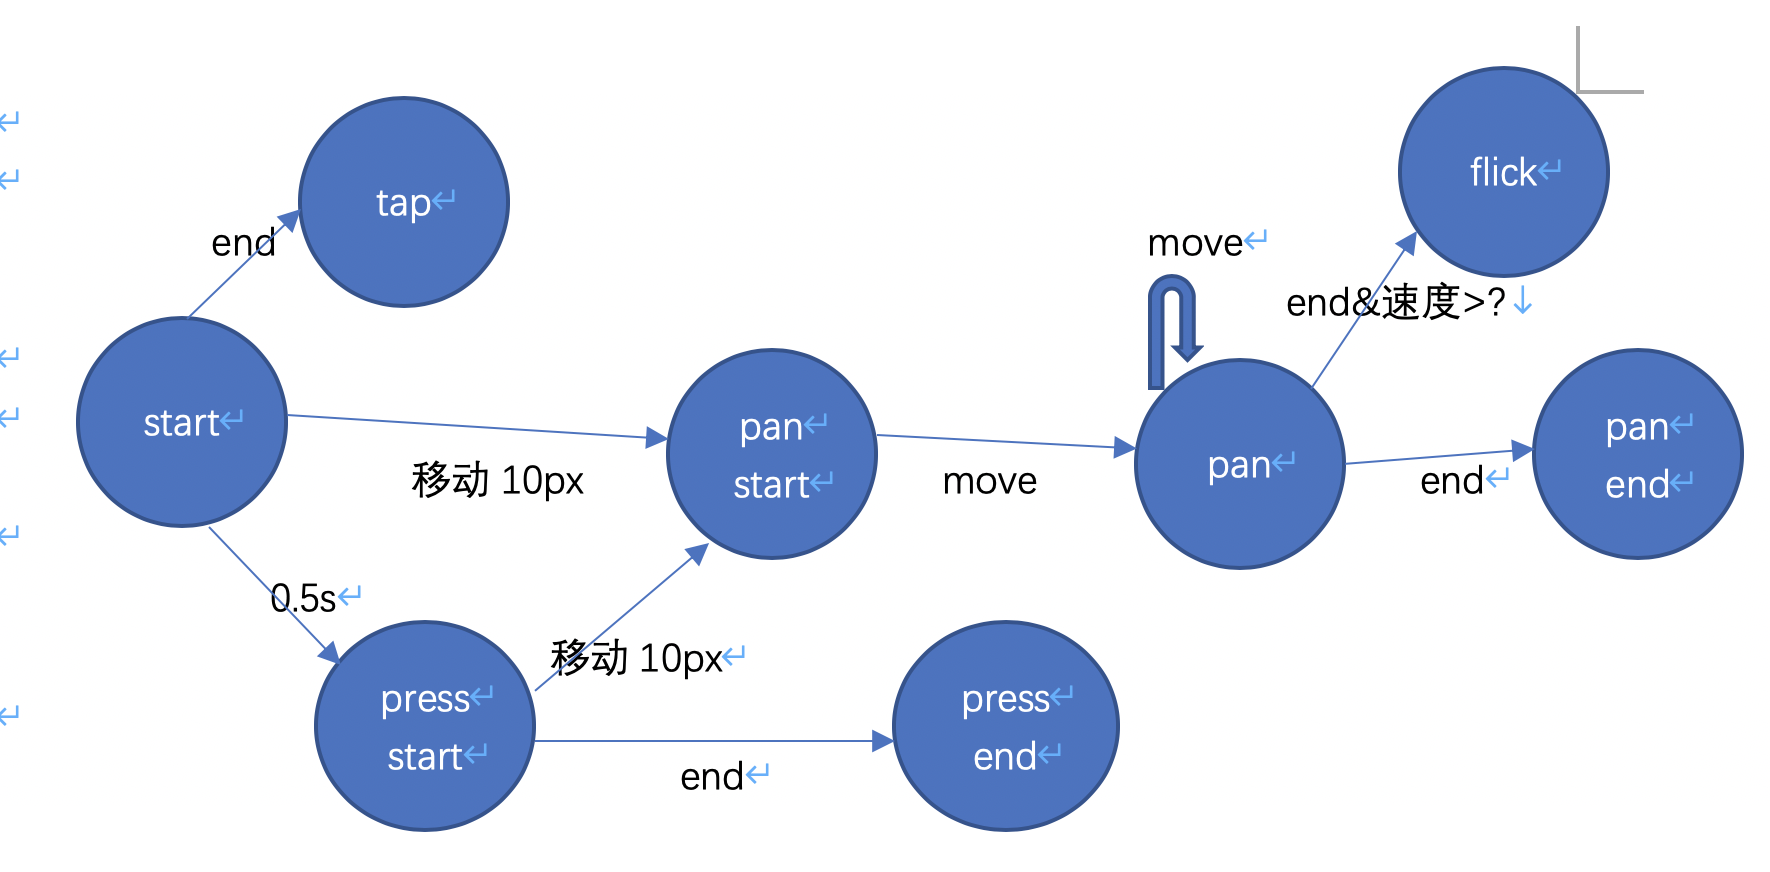 flick
tap
end
move
end&速度>?
start
pan
start
pan
pan
end
移动 10px
move
end
0.5s
移动 10px
press
start
press
end
end